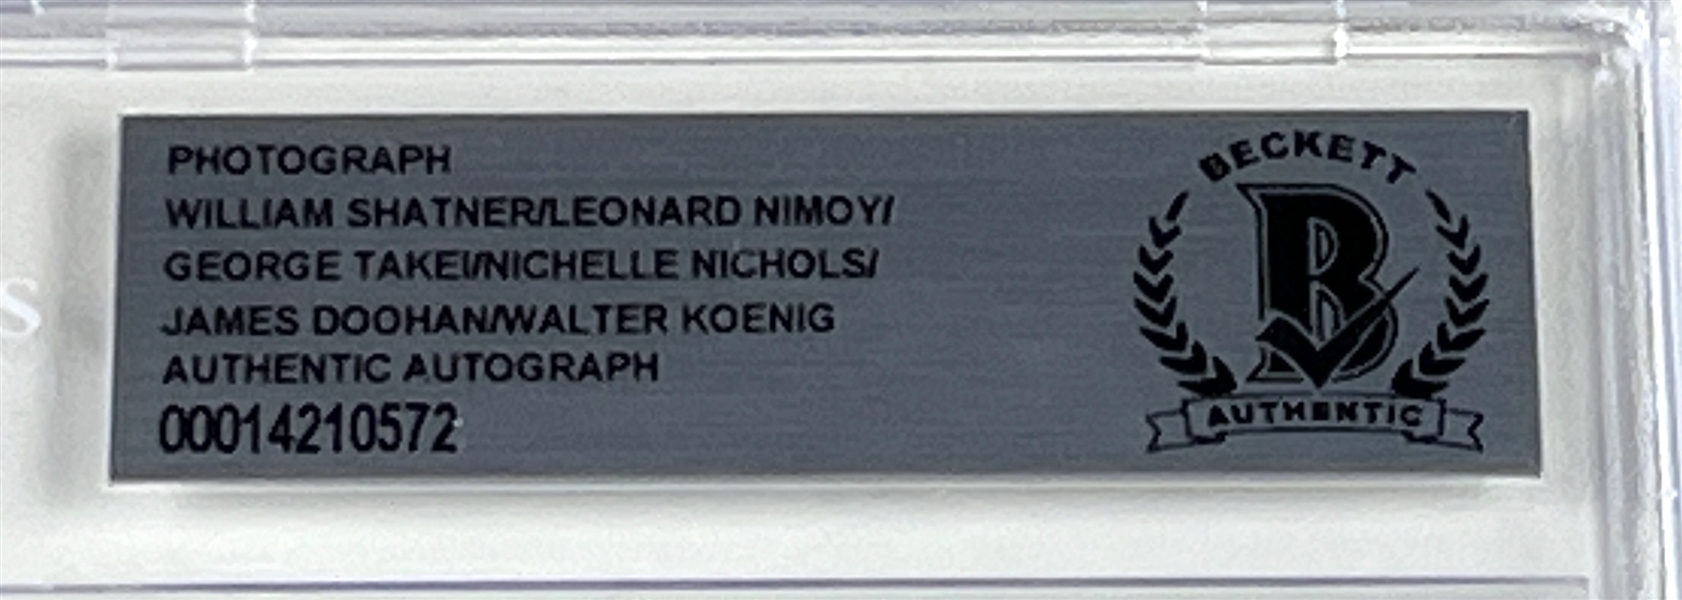 PHOTOGRAPH
WILLIAM SHATNER/LEONARD NIMOY/
GEORGE TAKEI/NICHELLE NICHOLS/
JAMES DOOHAN/WALTER KOENIG
AUTHENTIC AUTOGRAPH
00014210572
BECKETT
B
AUTHENTIC